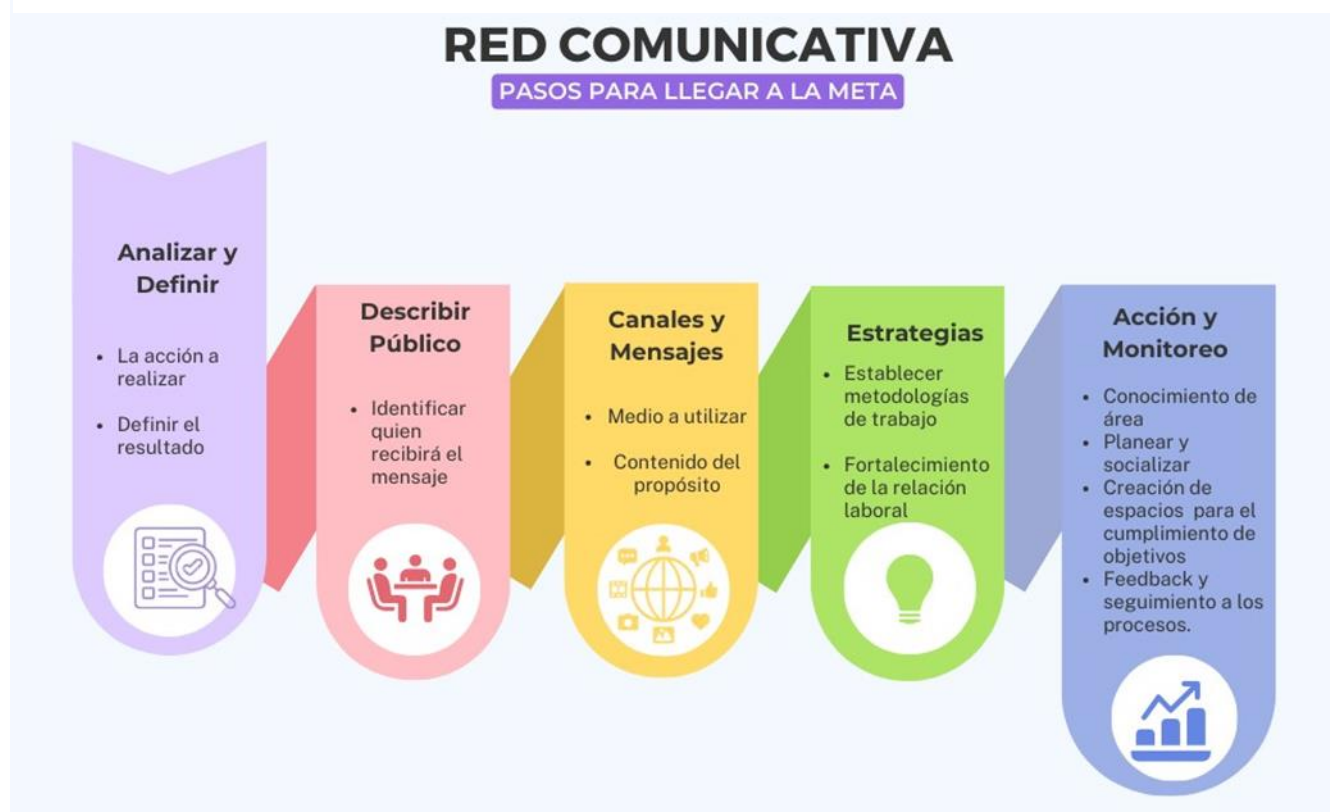 RED COMUNICATIVA
PASOS PARA LLEGAR A LA META
Analizar y
Definir
• La acción a
realizar
• Definir el
resultado
Describir
Público
• Identificar
quien
recibirá el
mensaje
Canales y
Mensajes
• Medio a utilizar
• Contenido del
propósito
Estrategias
• Establecer
metodologías
de trabajo
• Fortalecimiento
de la relación
laboral
Acción y
Monitoreo
• Conocimiento de
área
• Planear y
socializar
• Creación de
espacios para el
cumplimiento de
objetivos
• Feedback y
seguimiento a los
procesos.